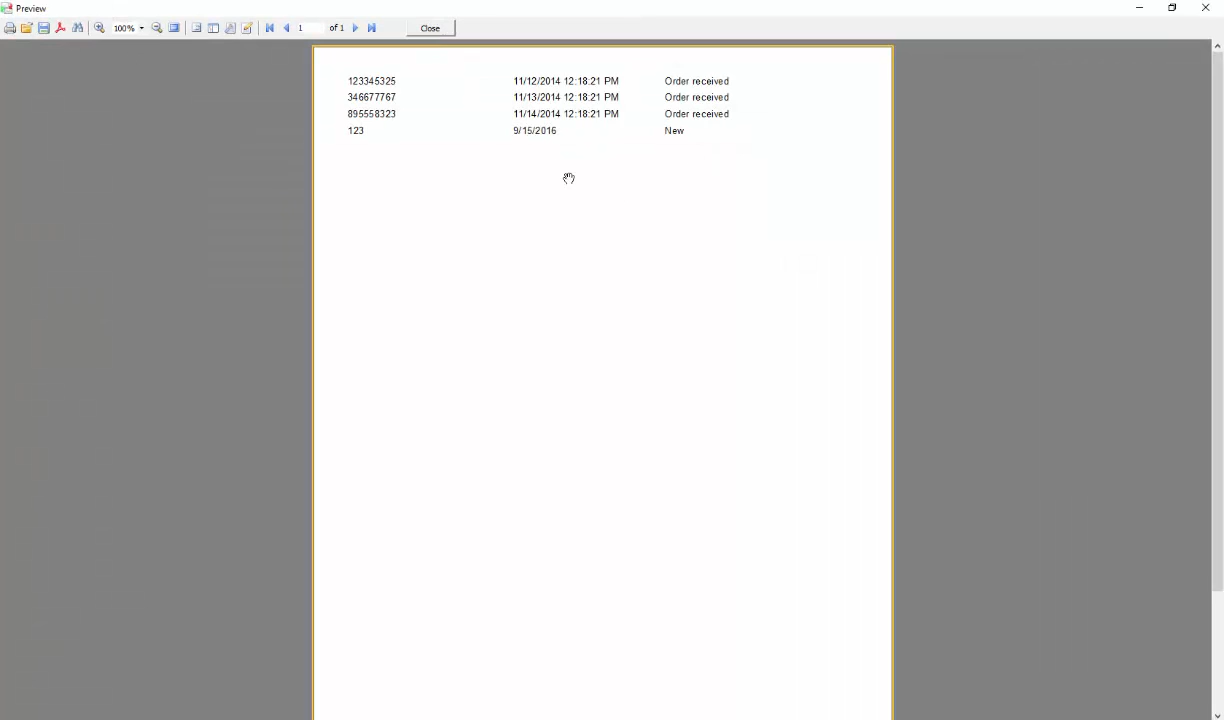 Preview
100% 1 of 1 Close
123345325 11/12/2014 12:18:21 PM Order received
346677767 11/13/2014 12:18:21 PM Order received
895558323 11/14/2014 12:18:21 PM Order received
123 9/15/2016 New